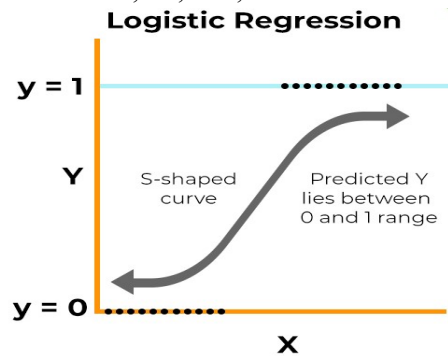 Logistic Regression
y = 1
Y
S-shaped
curve
Predicted Y
lies between
0 and 1 range
y = 0
X